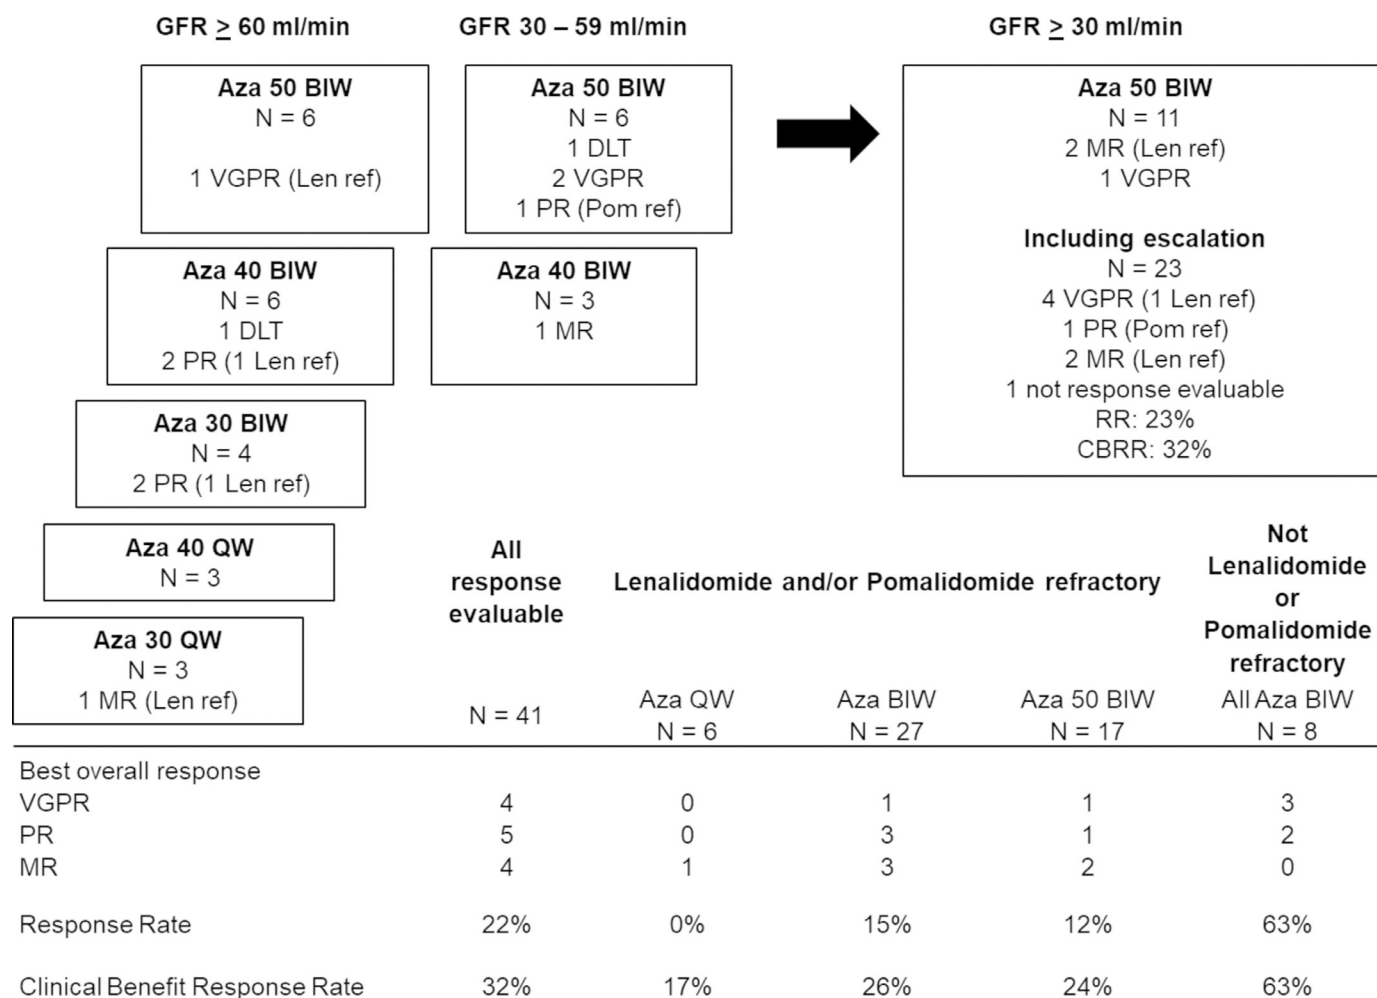 GFR ≥ 60 ml/min
GFR 30 – 59 ml/min
GFR ≥ 30 ml/min
Aza 50 BIW
N = 6
1 VGPR (Len ref)
Aza 50 BIW
N = 6
1 DLT
2 VGPR
1 PR (Pom ref)
Aza 50 BIW
N = 11
2 MR (Len ref)
1 VGPR
Including escalation
N = 23
4 VGPR (1 Len ref)
1 PR (Pom ref)
2 MR (Len ref)
1 not response evaluable
RR: 23%
CBRR: 32%
Aza 40 BIW
N = 6
1 DLT
2 PR (1 Len ref)
Aza 40 BIW
N = 3
1 MR
Aza 30 BIW
N = 4
2 PR (1 Len ref)
Aza 40 QW
N = 3
Aza 30 QW
N = 3
1 MR (Len ref)
All
response
evaluable
Lenalidomide and/or Pomalidomide refractory
Not
Lenalidomide
or
Pomalidomide
refractory
N = 41
Aza QW
N = 6
Aza BIW
N = 27
Aza 50 BIW
N = 17
All Aza BIW
N = 8
Best overall response
VGPR 4 0 1 1 3
PR 5 0 3 1 2
MR 4 1 3 2 0
Response Rate 22% 0% 15% 12% 63%
Clinical Benefit Response Rate 32% 17% 26% 24% 63%